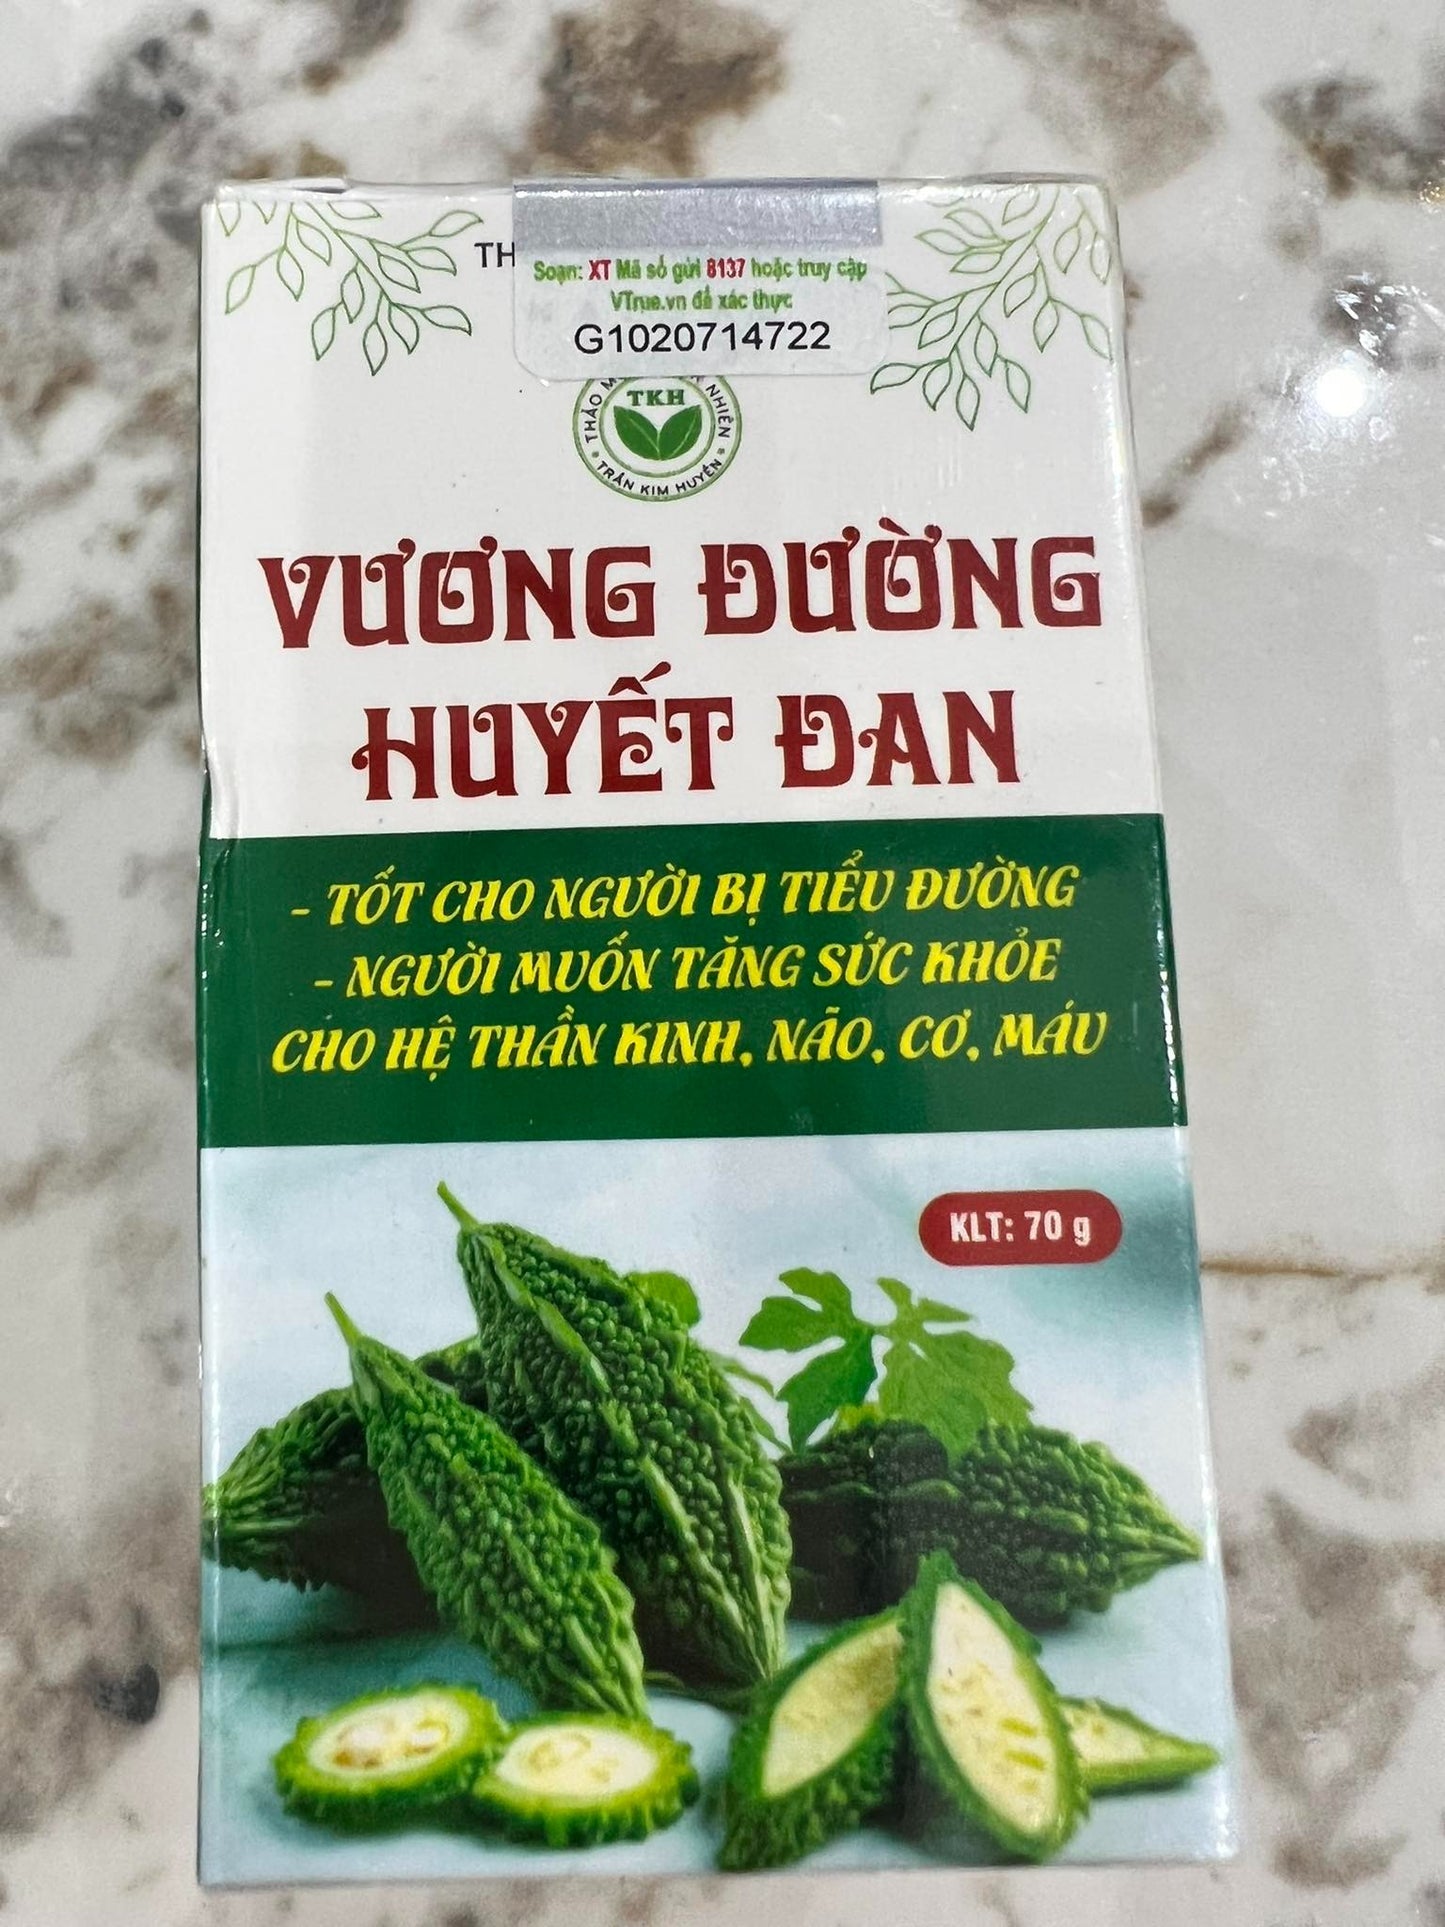 Soạn: XT Mã số gửi 8137 hoặc truy cập
VTrue.vn để xác thực
G1020714722
THẢO NHIÊN
TKH
TRẦN KIM HUYỀN
VƯƠNG ĐƯỜNG
HUYẾT ĐAN
- TỐT CHO NGƯỜI BỊ TIỂU ĐƯỜNG
- NGƯỜI MUỐN TĂNG SỨC KHỎE
CHO HỆ THẦN KINH, NÃO, CƠ, MÁU
KLT: 70 g